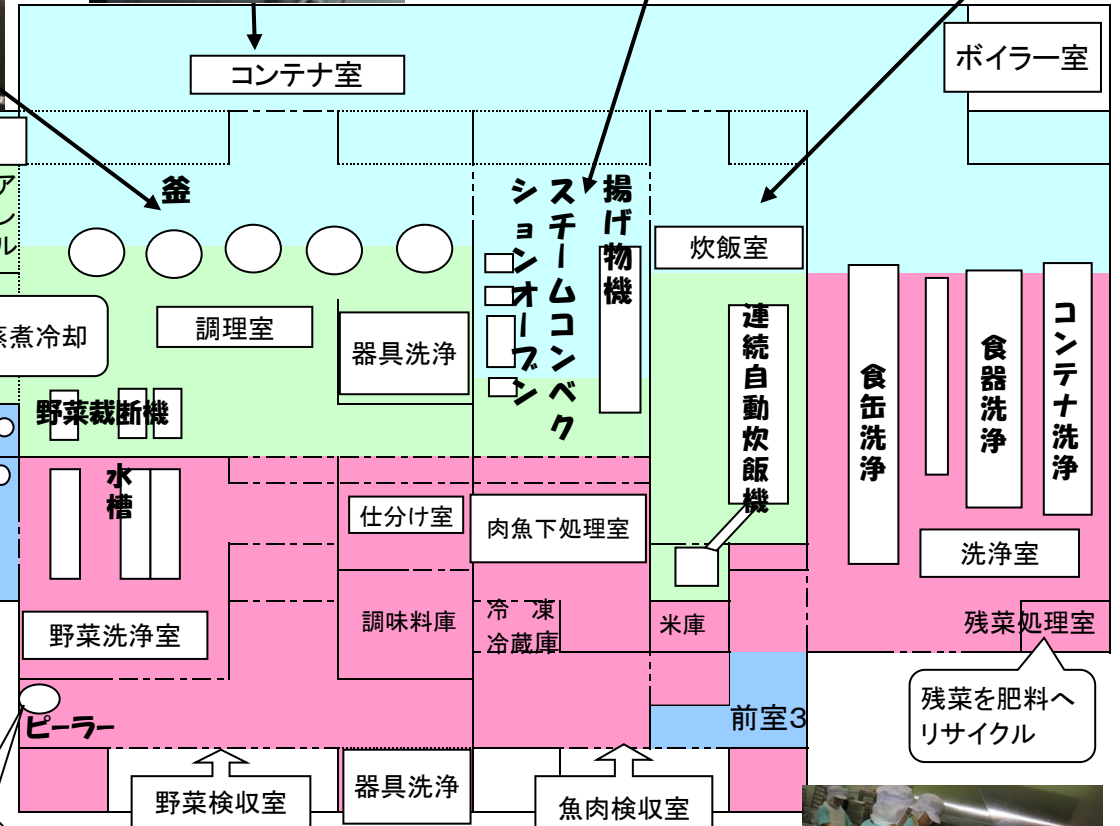 コンテナ室
ボイラー室
釜
ア
レ
ル
スチームコンベク
ションオーブン
揚げ物機
炊飯室
調理室
器具洗浄
蒸煮冷却
連続自動炊飯機
食缶洗浄
食器洗浄
コンテナ洗浄
野菜裁断機
水槽
仕分け室
肉魚下処理室
洗浄室
野菜洗浄室
調味料庫
冷　凍
冷蔵庫
米庫
残菜処理室
残菜を肥料へ
リサイクル
ピーラー
前室3
野菜検収室
器具洗浄
魚肉検収室